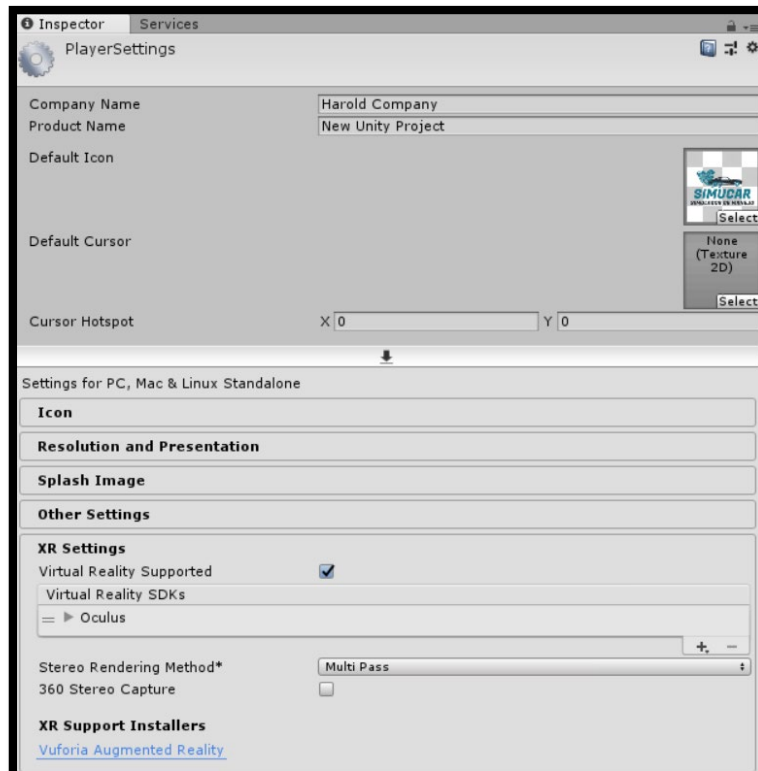 Inspector Services
PlayerSettings
Company Name Harold Company
Product Name New Unity Project
Default Icon
SIMUCAR
Select
Default Cursor
None
(Texture
2D)
Select
Cursor Hotspot X 0 Y 0
Settings for PC, Mac & Linux Standalone
Icon
Resolution and Presentation
Splash Image
Other Settings
XR Settings
Virtual Reality Supported
Virtual Reality SDKs
Oculus
Stereo Rendering Method* Multi Pass
360 Stereo Capture
XR Support Installers
Vuforia Augmented Reality